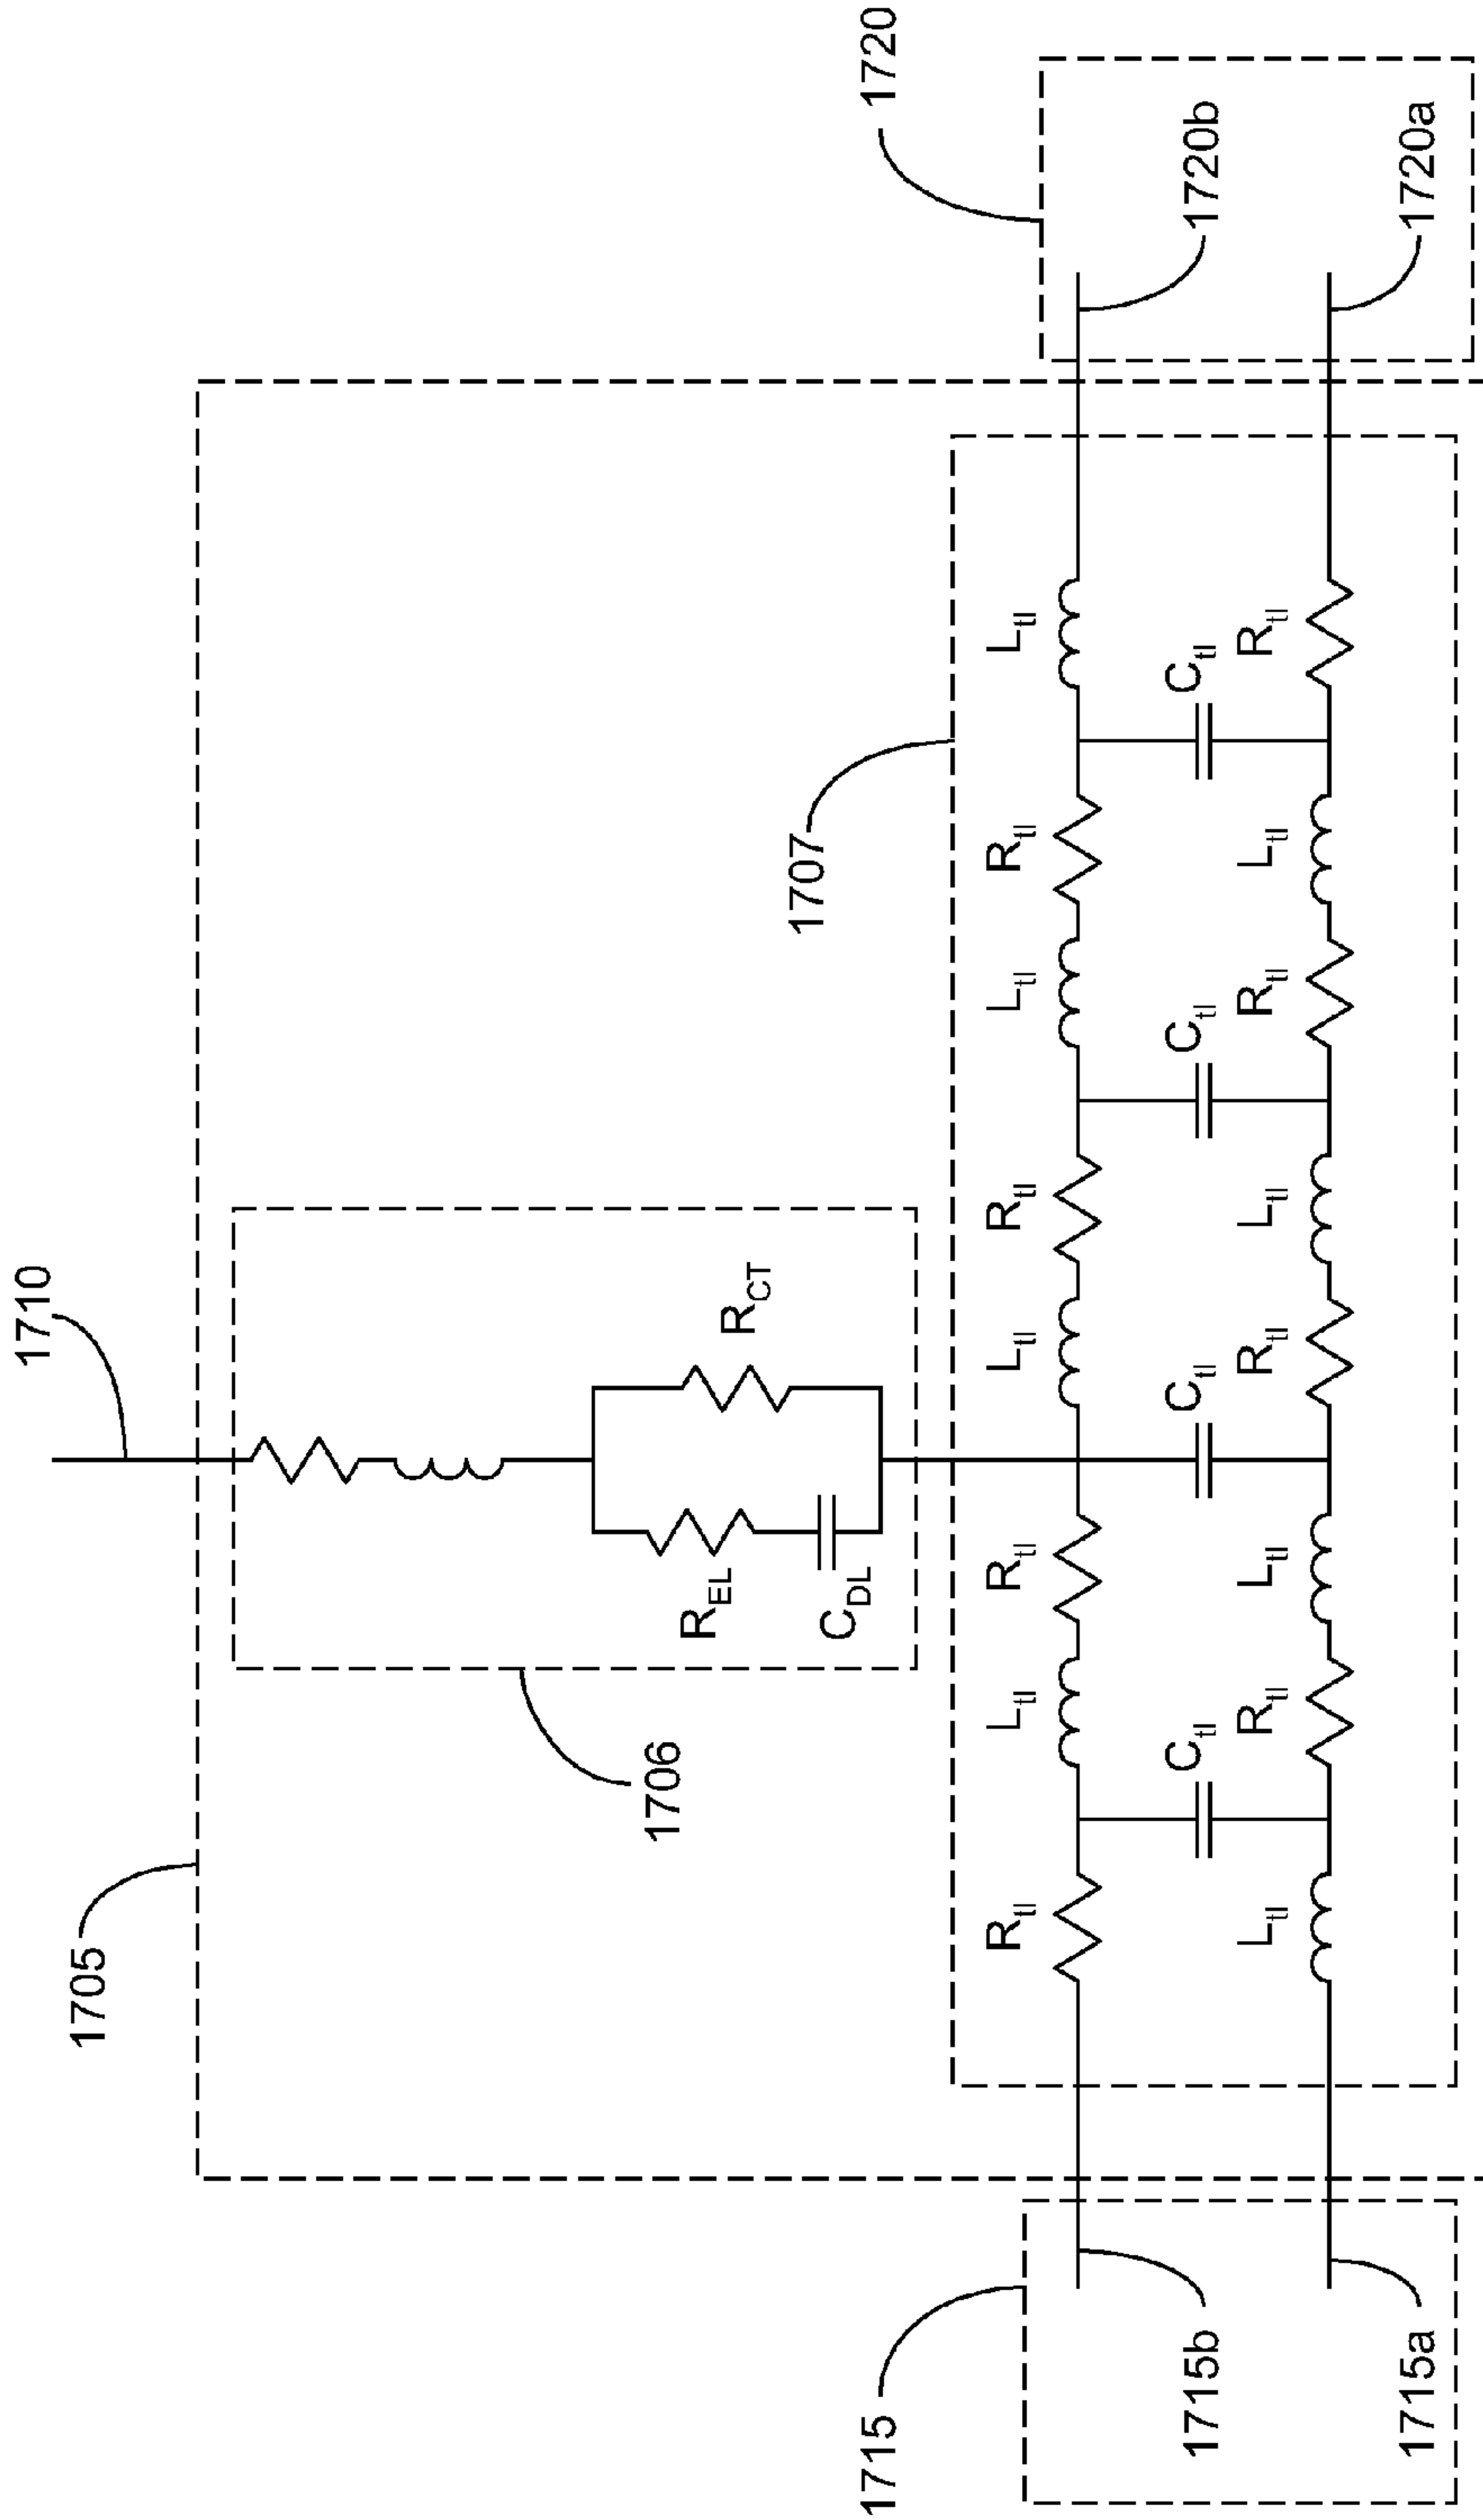 1710
1705
1706
R_EL
R_CT
1707
C_DL
1715
1720
R_tl
L_tl
R_tl
L_tl
R_tl
L_tl
R_tl
L_tl
C_tl
C_tl
C_tl
C_tl
1715b
1720b
L_tl
R_tl
L_tl
R_tl
L_tl
R_tl
L_tl
R_tl
1715a
1720a